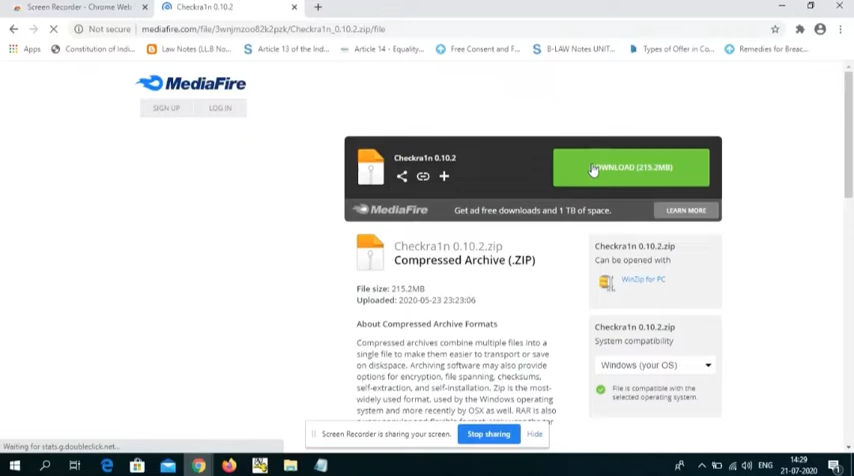 Screen Recorder - Chrome Web
Checkra1n_0.10.2
Not secure
mediafire.com/file/3wnjmzoo82k2pzk/Checkra1n_0.10.2.zip/file
Apps
Constitution of Indi...
Law Notes (LL.B No...
Article 13 of the Ind...
Article 14 - Equality...
Free Consent and F...
B-LAW Notes UNIT...
Types of Offer in Co...
Remedies for Breac...
MediaFire
SIGN UP
LOG IN
Checkra1n 0.10.2
DOWNLOAD (215.2MB)
MediaFire
Get ad free downloads and 1 TB of space.
LEARN MORE
Checkra1n 0.10.2.zip
Compressed Archive (.ZIP)
File size: 215.2MB
Uploaded: 2020-05-23 23:23:06
About Compressed Archive Formats
Compressed archives combine multiple files into a
single file to make them easier to transport or save
on diskspace. Archiving software may also provide
options for encryption, file spanning, checksums,
self-extraction, and self-installation. Zip is the most-
widely used format, used by the Windows operating
system and more recently by OSX as well. RAR is also
Checkra1n 0.10.2.zip
Can be opened with
WinZip for PC
Checkra1n 0.10.2.zip
System compatibility
Windows (your OS)
File is compatible with the
selected operating system.
Screen Recorder is sharing your screen.
Stop sharing
Hide
Waiting for stats.g.doubleclick.net...
ENG
14:29
21-07-2020